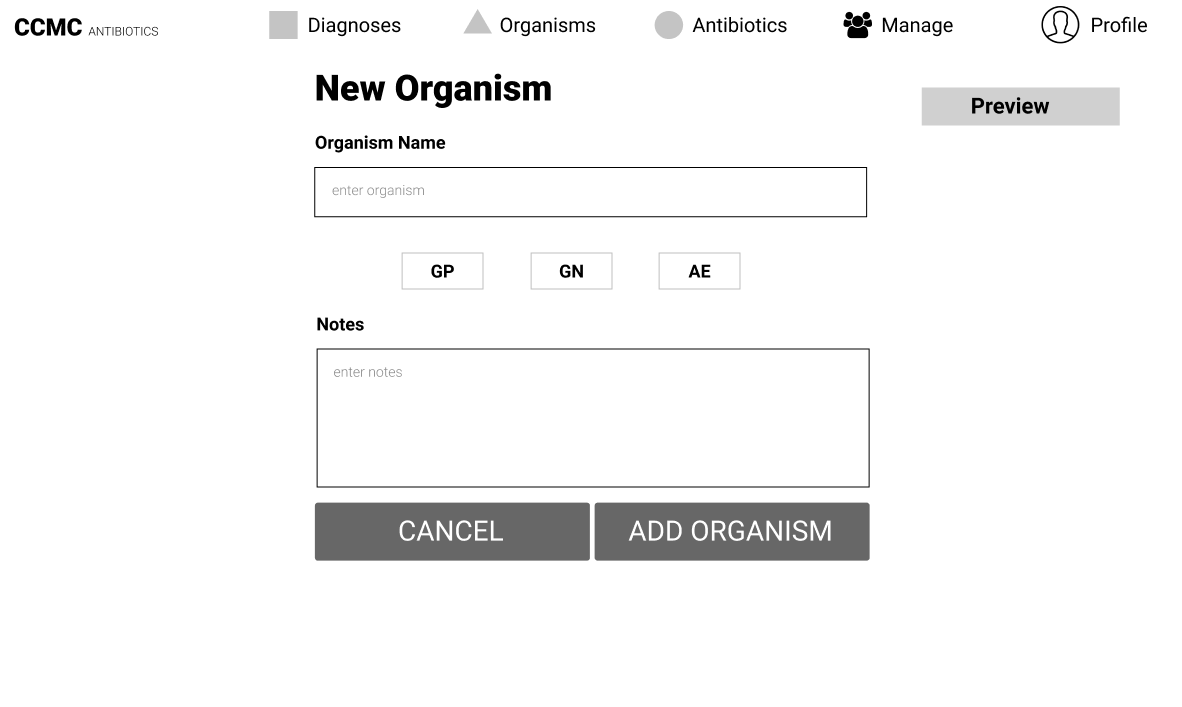 CCMC ANTIBIOTICS Diagnoses Organisms Antibiotics Manage Profile
New Organism
Preview
Organism Name
enter organism
GP GN AE
Notes
enter notes
CANCEL ADD ORGANISM